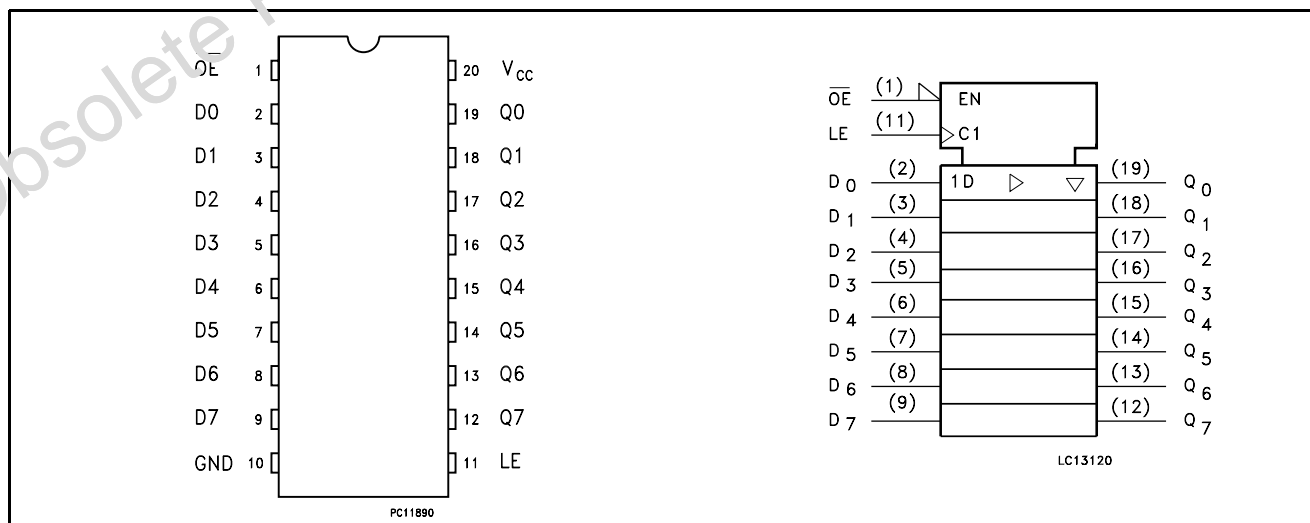 Obsolete
OE 1 20 VCC
D0 2 19 Q0
D1 3 18 Q1
D2 4 17 Q2
D3 5 16 Q3
D4 6 15 Q4
D5 7 14 Q5
D6 8 13 Q6
D7 9 12 Q7
GND 10 11 LE
PC11890
OE (1) EN
LE (11) C1
D0 (2) 1D (19) Q0
D1 (3) (18) Q1
D2 (4) (17) Q2
D3 (5) (16) Q3
D4 (6) (15) Q4
D5 (7) (14) Q5
D6 (8) (13) Q6
D7 (9) (12) Q7
LC13120